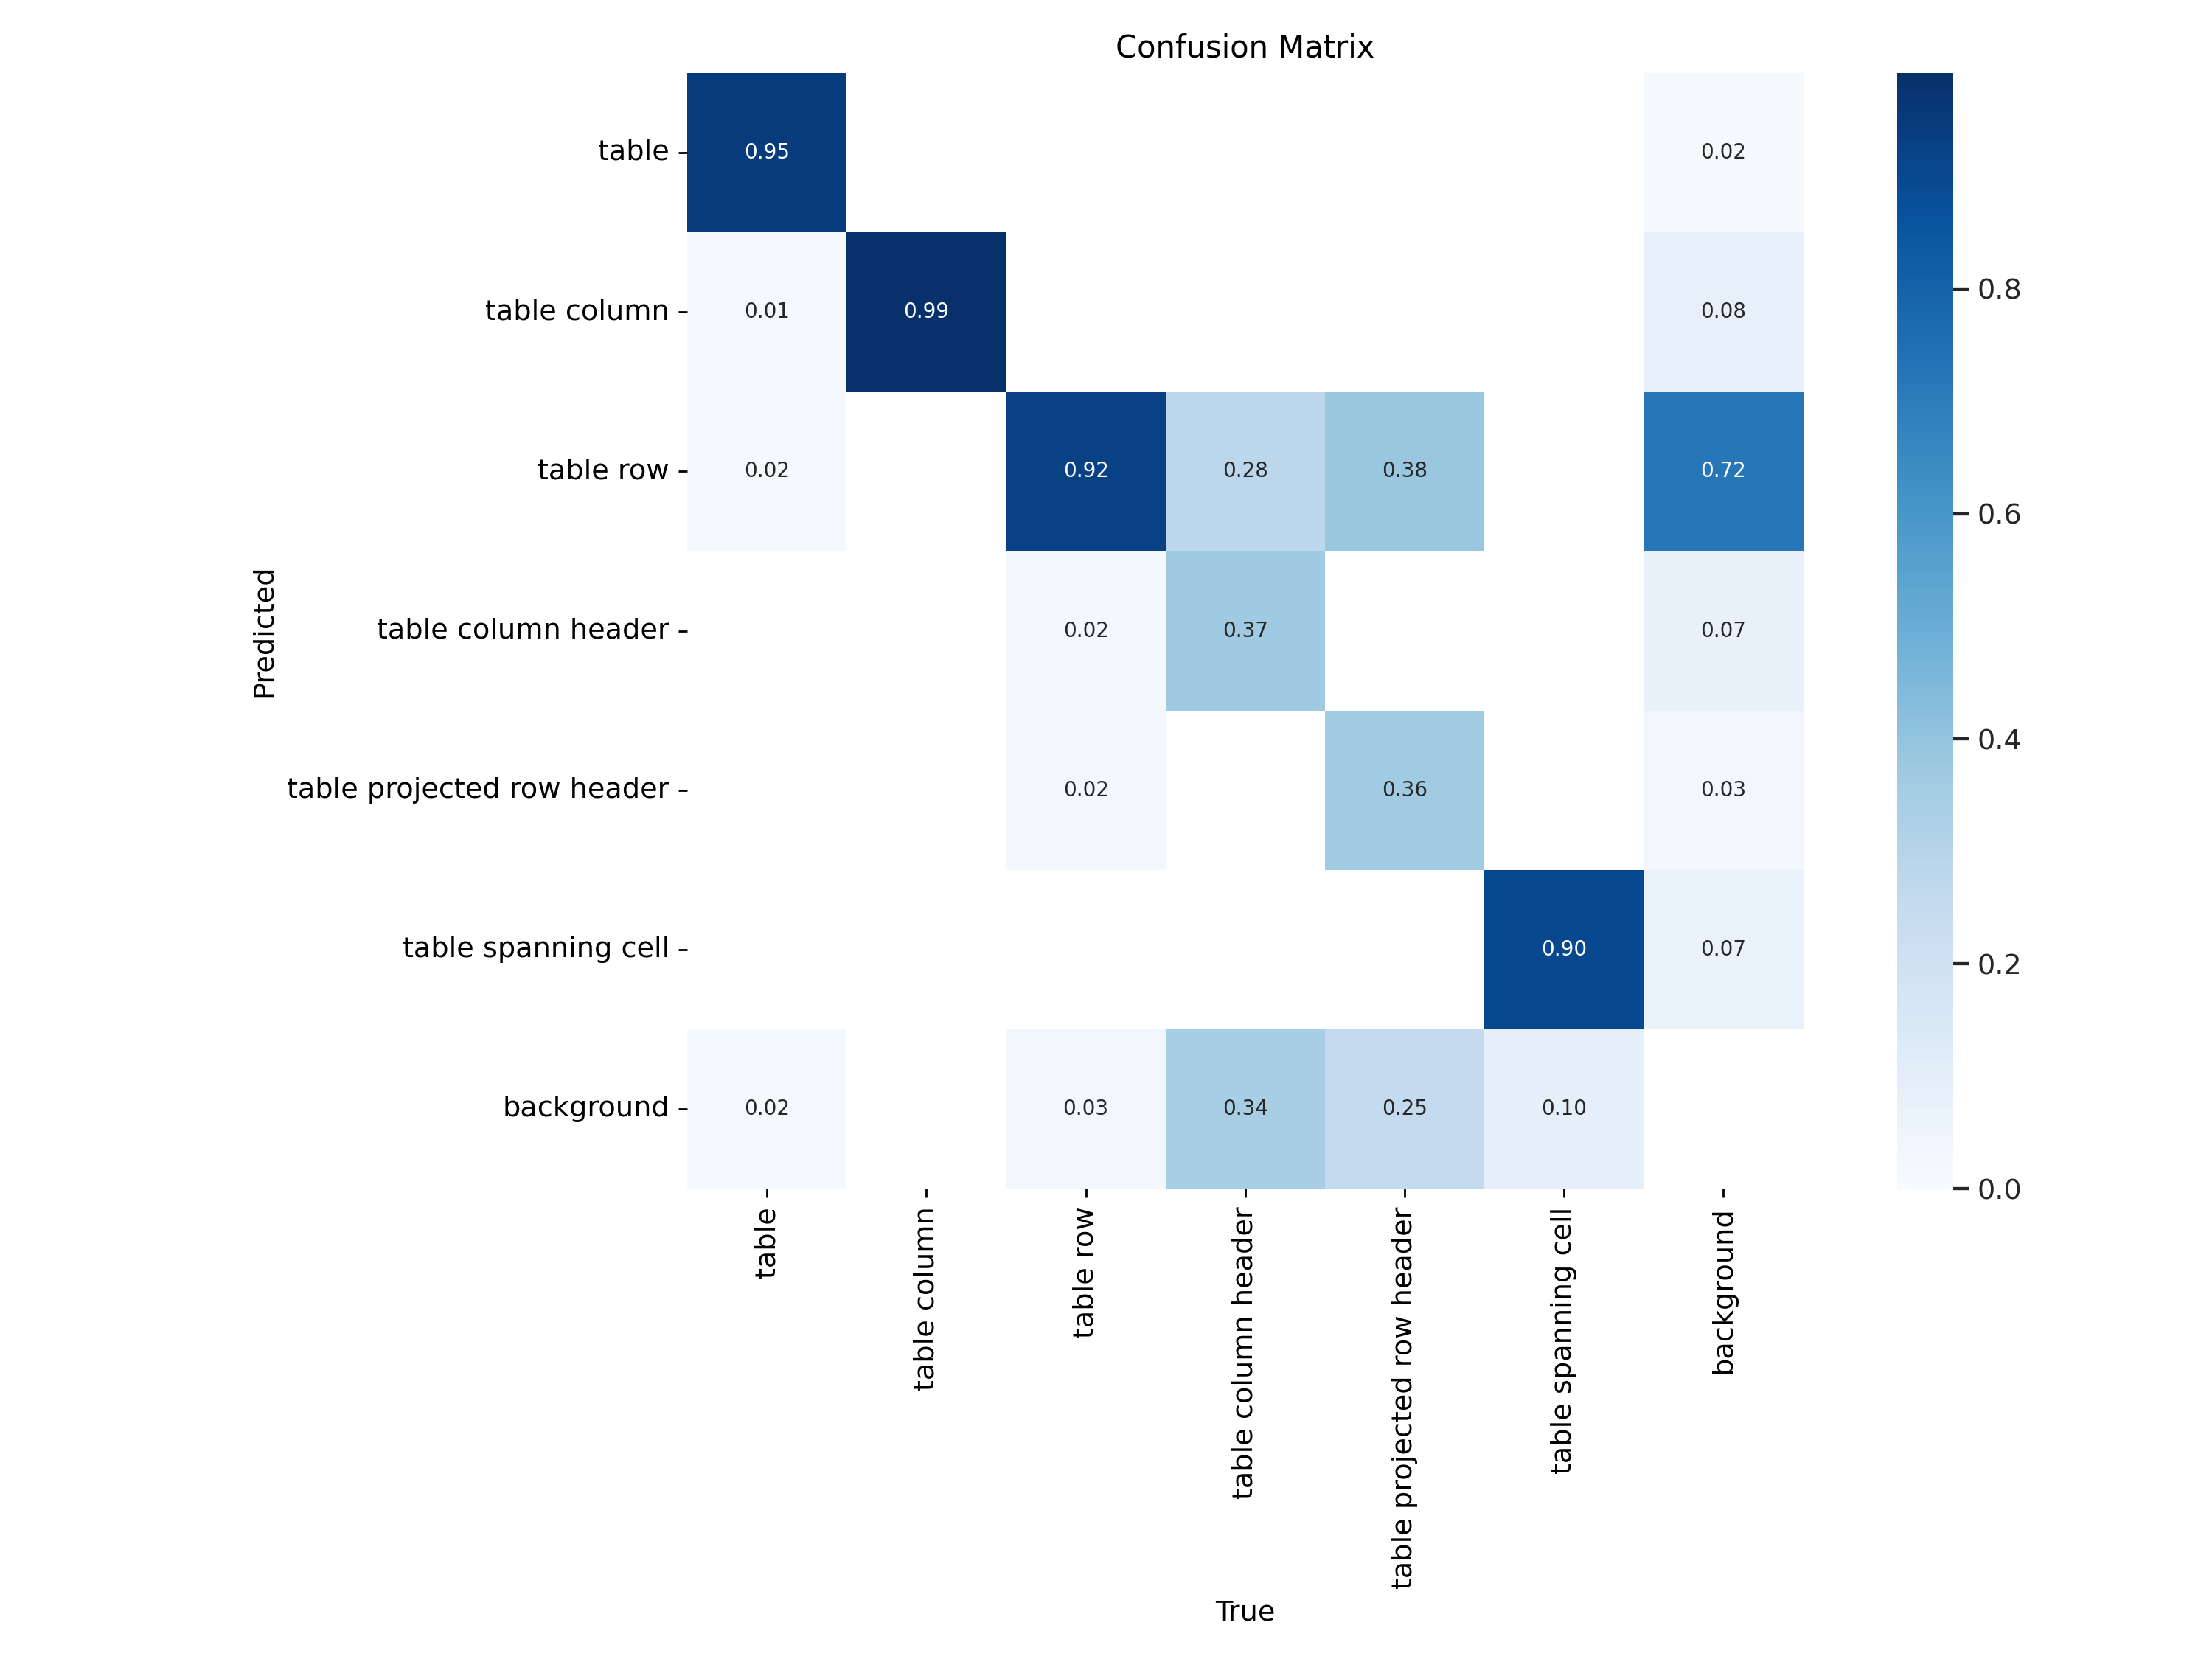 Confusion Matrix
Predicted
table
0.95
0.02
table column
0.01
0.99
0.08
table row
0.02
0.92
0.28
0.38
0.72
table column header
0.02
0.37
0.07
table projected row header
0.02
0.36
0.03
table spanning cell
0.90
0.07
background
0.02
0.03
0.34
0.25
0.10
table
table column
table row
table column header
table projected row header
table spanning cell
background
True
0.8
0.6
0.4
0.2
0.0